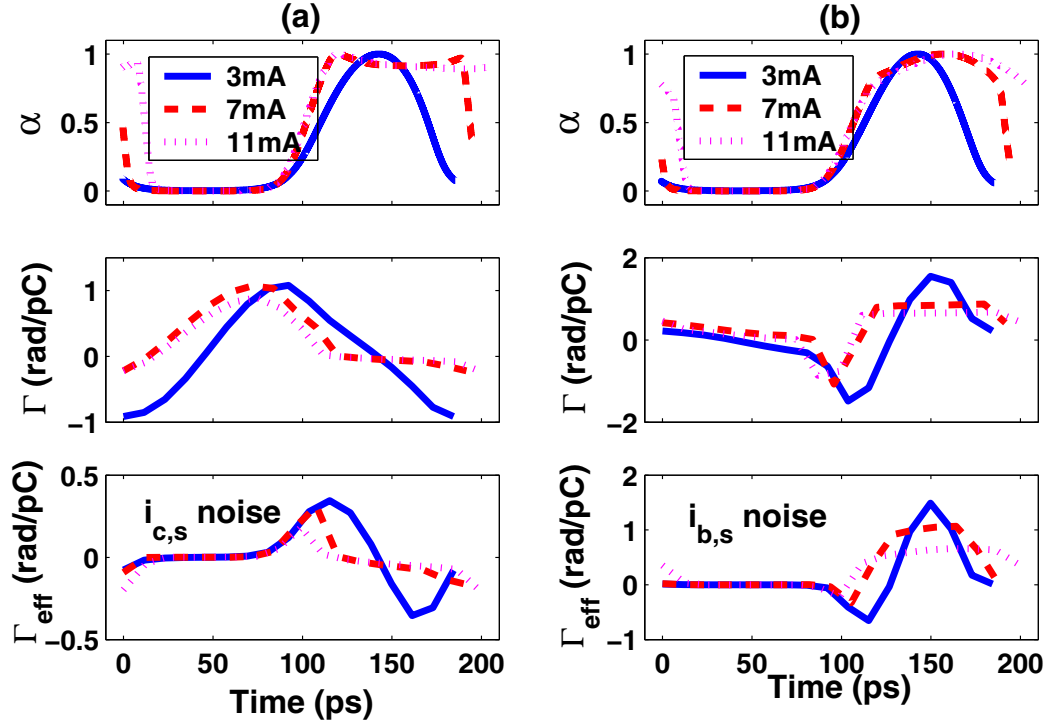 (a)
1
0.5
0
α
3mA
7mA
11mA
1
0
−1
Γ (rad/pC)
0.5
0
−0.5
Γeff (rad/pC)
ic,s noise
0 50 100 150 200
Time (ps)
(b)
1
0.5
0
α
3mA
7mA
11mA
2
0
−2
Γ (rad/pC)
2
1
0
−1
Γeff (rad/pC)
ib,s noise
0 50 100 150 200
Time (ps)